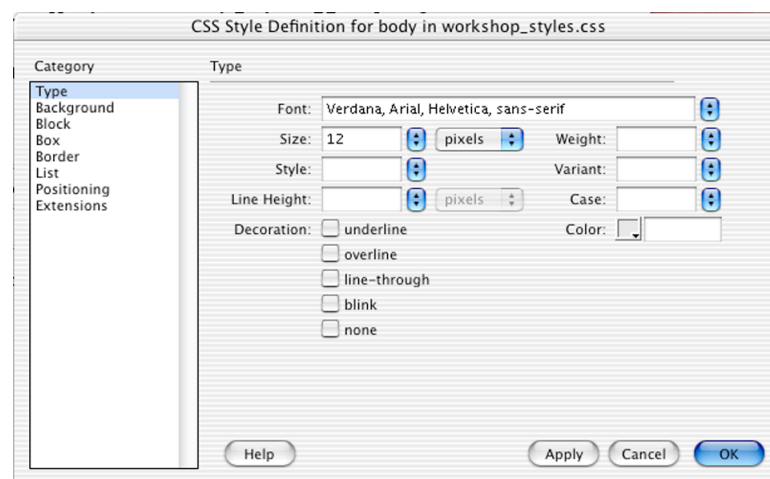 CSS Style Definition for body in workshop_styles.css
Category
Type
Type
Background
Block
Box
Border
List
Positioning
Extensions
Font: Verdana, Arial, Helvetica, sans-serif
Size: 12 pixels Weight:
Style: Variant:
Line Height: pixels Case:
Decoration: underline Color:
overline
line-through
blink
none
Help Apply Cancel OK